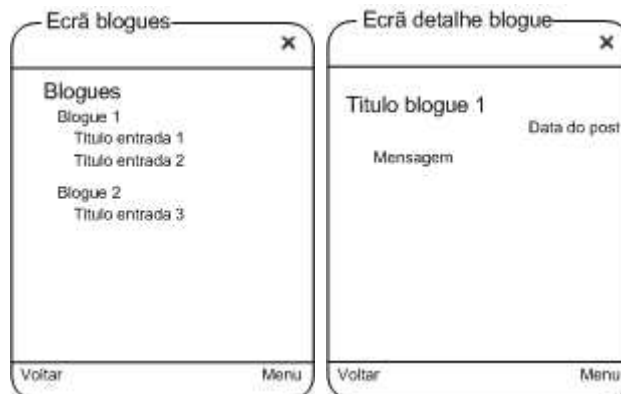 Ecrã blogues
×
Blogues
Blogue 1
Titulo entrada 1
Titulo entrada 2
Blogue 2
Titulo entrada 3
Voltar Menu
Ecrã detalhe blogue
×
Titulo blogue 1
Data do post
Mensagem
Voltar Menu